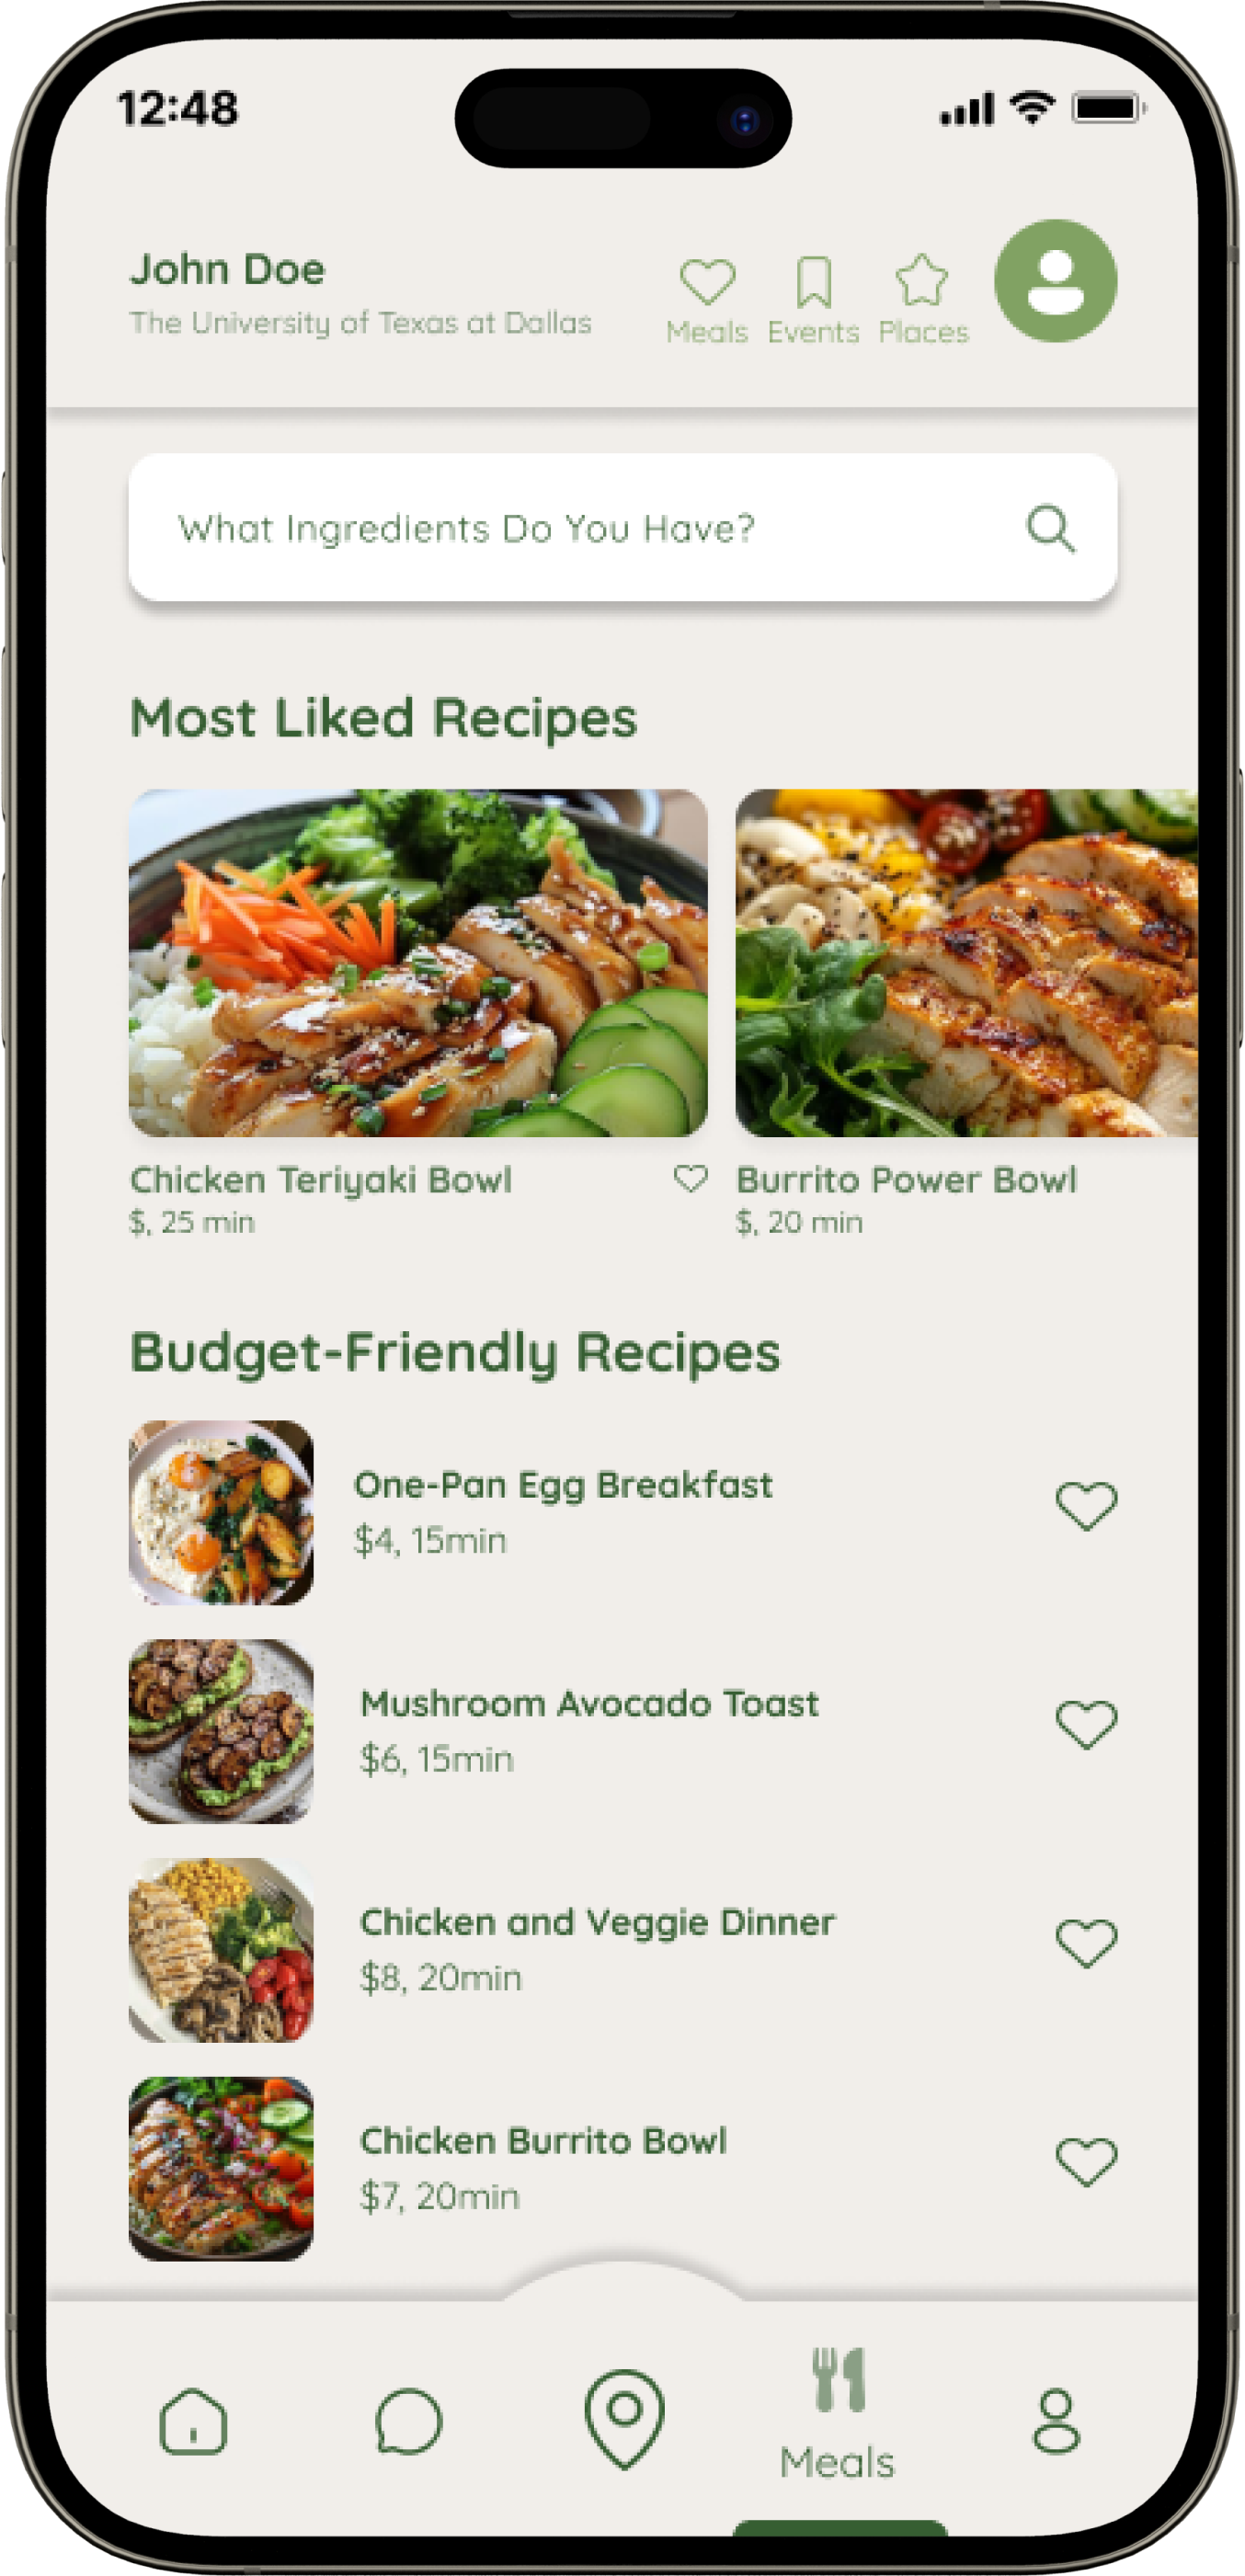 12:48
John Doe
The University of Texas at Dallas
Meals Events Places
What Ingredients Do You Have?
Most Liked Recipes
Chicken Teriyaki Bowl
$, 25 min
Burrito Power Bowl
$, 20 min
Budget-Friendly Recipes
One-Pan Egg Breakfast
$4, 15min
Mushroom Avocado Toast
$6, 15min
Chicken and Veggie Dinner
$8, 20min
Chicken Burrito Bowl
$7, 20min
Meals